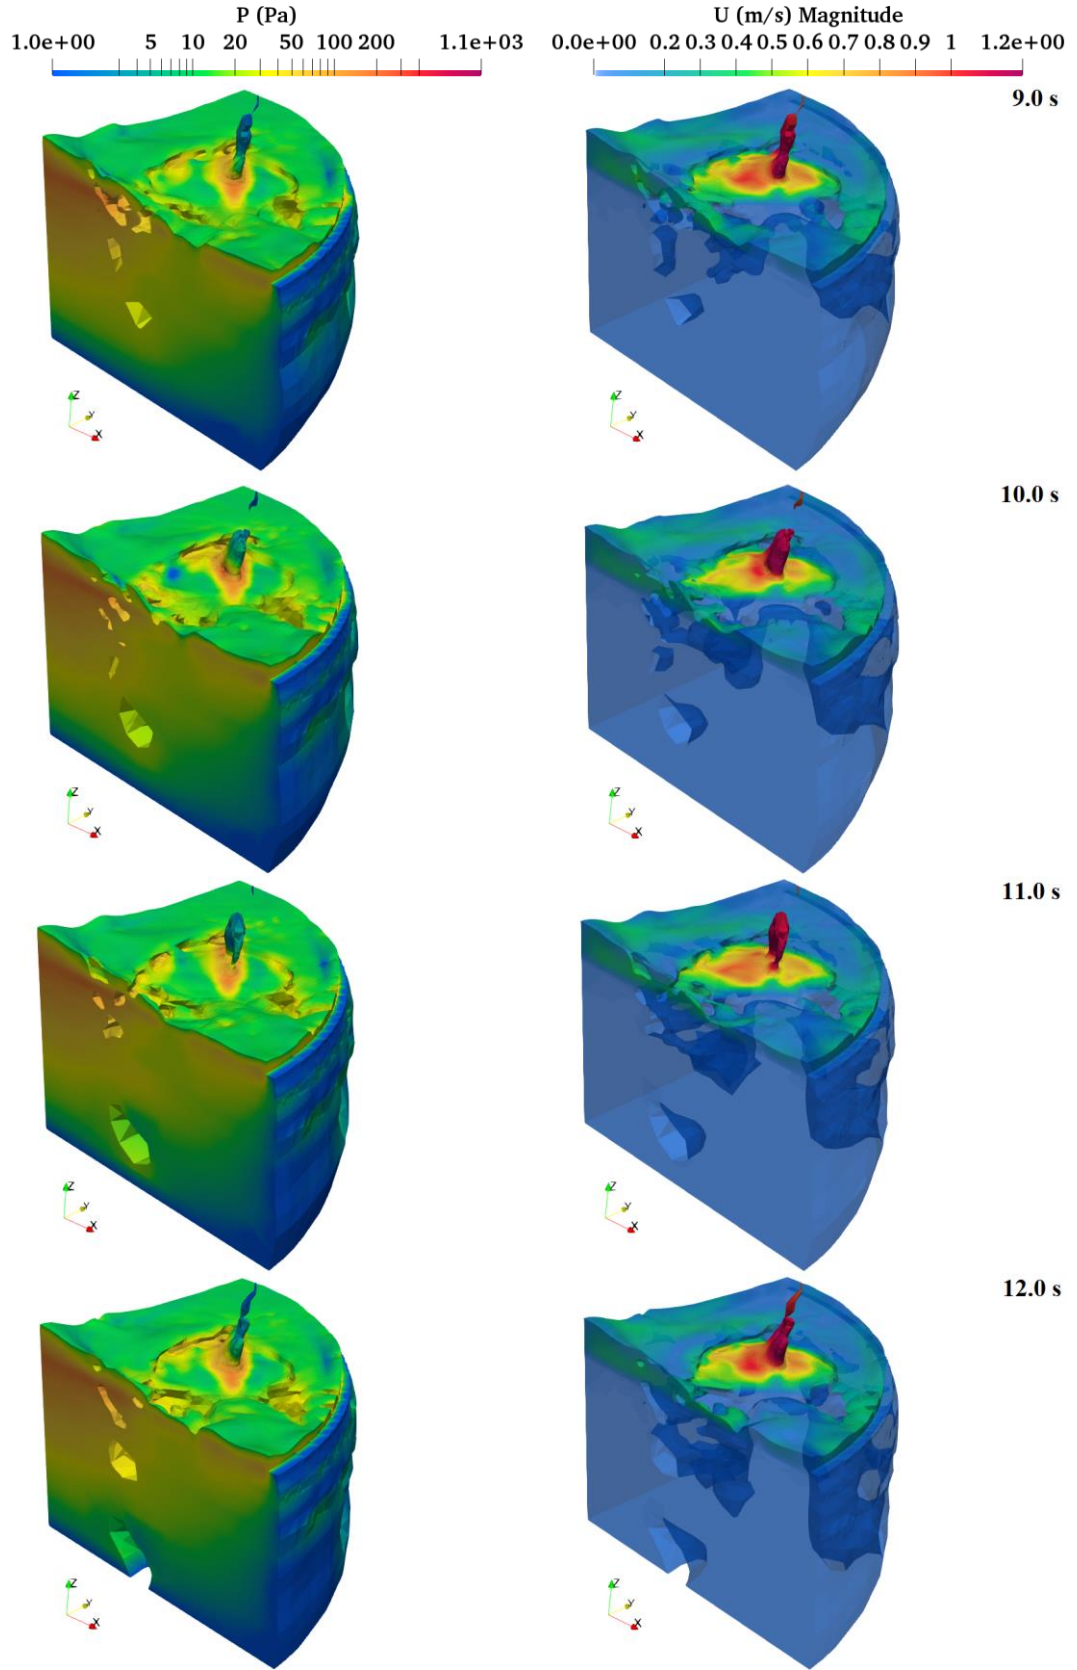 P (Pa)
U (m/s) Magnitude
1.0e+00 5 10 20 50 100 200 1.1e+03
0.0e+00 0.2 0.3 0.4 0.5 0.6 0.7 0.8 0.9 1 1.2e+00
9.0 s
Z Y X
Z Y X
10.0 s
Z Y X
Z Y X
11.0 s
Z Y X
Z Y X
12.0 s
Z Y X
Z Y X